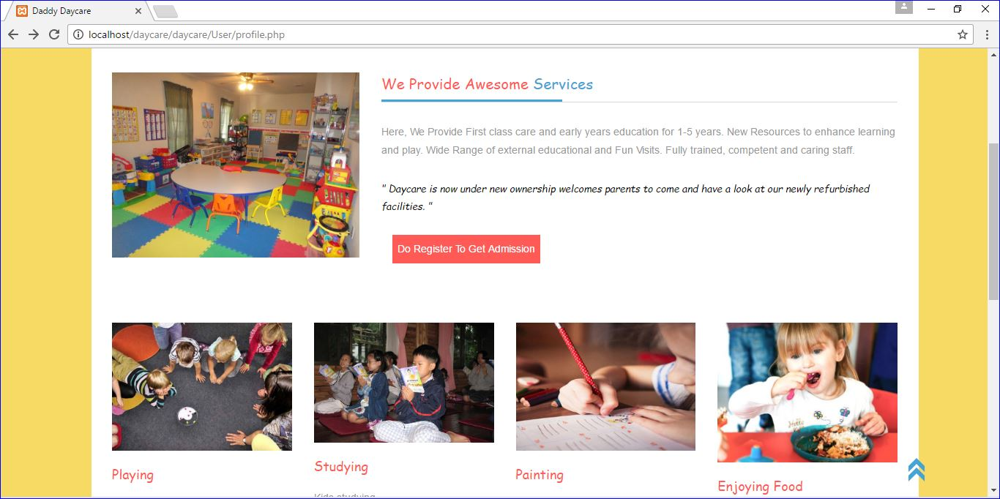 Daddy Daycare
localhost/daycare/daycare/User/profile.php
We Provide Awesome Services
Here, We Provide First class care and early years education for 1-5 years. New Resources to enhance learning
and play. Wide Range of external educational and Fun Visits. Fully trained, competent and caring staff.
" Daycare is now under new ownership welcomes parents to come and have a look at our newly refurbished
facilities. "
Do Register To Get Admission
Playing
Studying
Painting
Enjoying Food
Kids studying